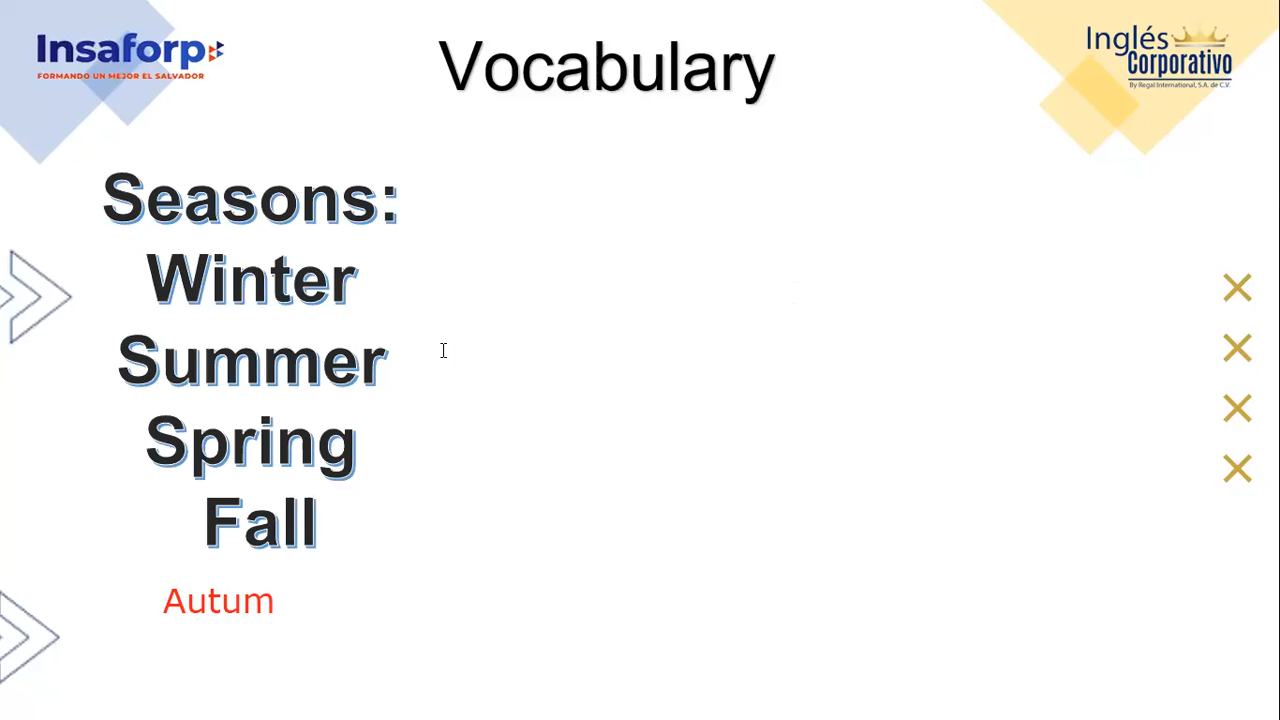 Insaforp
FORMANDO UN MEJOR EL SALVADOR
Vocabulary
Inglés
Corporativo
By Regal International, S.A. de C.V.
Seasons:
Winter
Summer
Spring
Fall
Autum